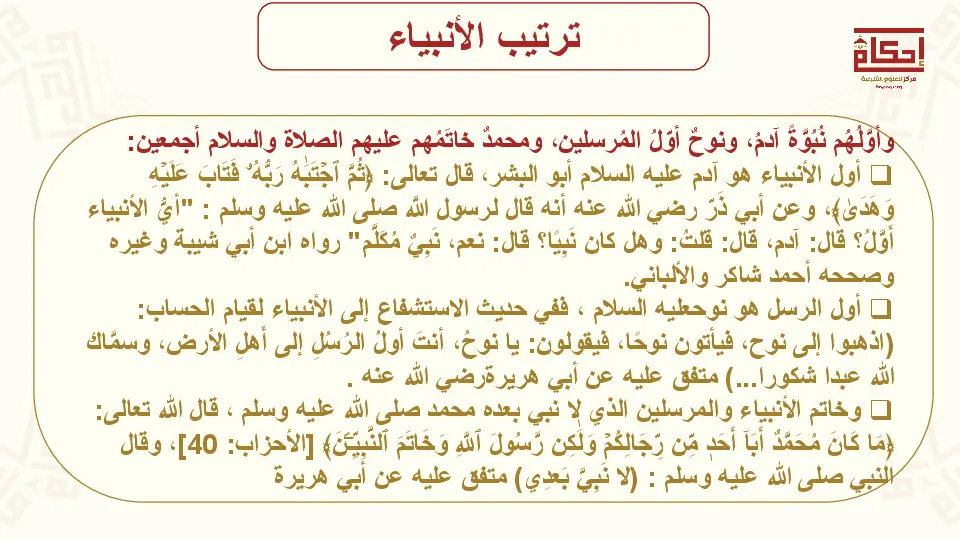 ترتيب الأنبياء
إحكام
مركز للعلوم الشرعية
وأوَّلُهُم نُبُوَّةً آدمُ، ونوحٌ أوّلُ المُرسلين، ومحمدٌ خاتَمُهم عليهم الصلاة والسلام أجمعين:
❑ أول الأنبياء هو آدم عليه السلام أبو البشر، قال تعالى: ﴿ثُمَّ ٱجۡتَبَٰهُ رَبُّهُۥ فَتَابَ عَلَيۡهِ
وَهَدَىٰ﴾، وعن أبي ذَرّ رضي الله عنه أنه قال لرسول الله صلى الله عليه وسلم : "أيُّ الأنبياء
أوَّلُ؟ قال: آدم، قال: قلتُ: وهل كان نَبِيًا؟ قال: نعم، نَبِيٌ مُكَلَّم" رواه ابن أبي شيبة وغيره
وصححه أحمد شاكر والألباني.
❑ أول الرسل هو نوحعليه السلام ، ففي حديث الاستشفاع إلى الأنبياء لقيام الحساب:
(اذهبوا إلى نوح، فيأتون نوحًا، فيقولون: يا نوحُ، أنتَ أولُ الرُسُلِ إلى أَهلِ الأرض، وسمَّاك
الله عبدا شكورا...) متفق عليه عن أبي هريرةرضي الله عنه .
❑ وخاتم الأنبياء والمرسلين الذي لا نبي بعده محمد صلى الله عليه وسلم ، قال الله تعالى:
﴿مَا كَانَ مُحَمَّدٌ أَبَآ أَحَدٖ مِّن رِّجَالِكُمۡ وَلَٰكِن رَّسُولَ ٱللَّهِ وَخَاتَمَ ٱلنَّبِيِّـۧنَ﴾ [الأحزاب: 40]، وقال
النبي صلى الله عليه وسلم : (لا نَبِيَّ بَعدِي) متفق عليه عن أبي هريرة